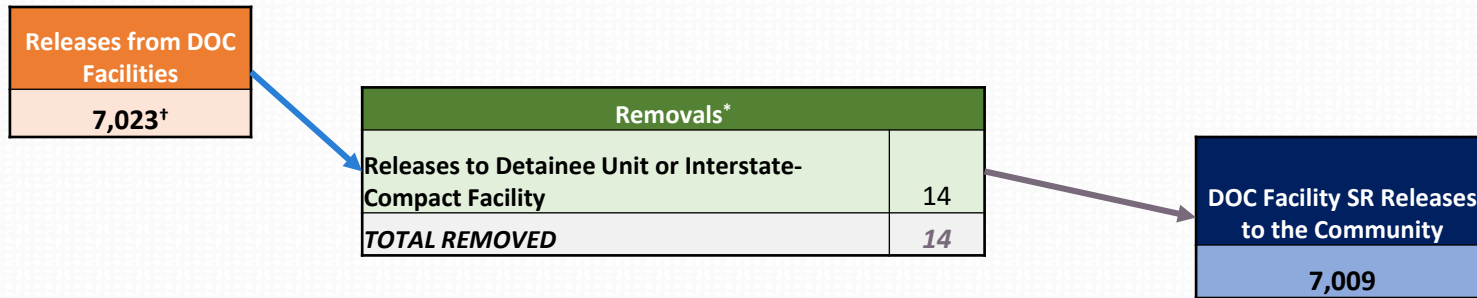 Releases from DOC
Facilities
7,023†
Removals*
Releases to Detainee Unit or Interstate-
Compact Facility
14
TOTAL REMOVED
14
DOC Facility SR Releases
to the Community
7,009